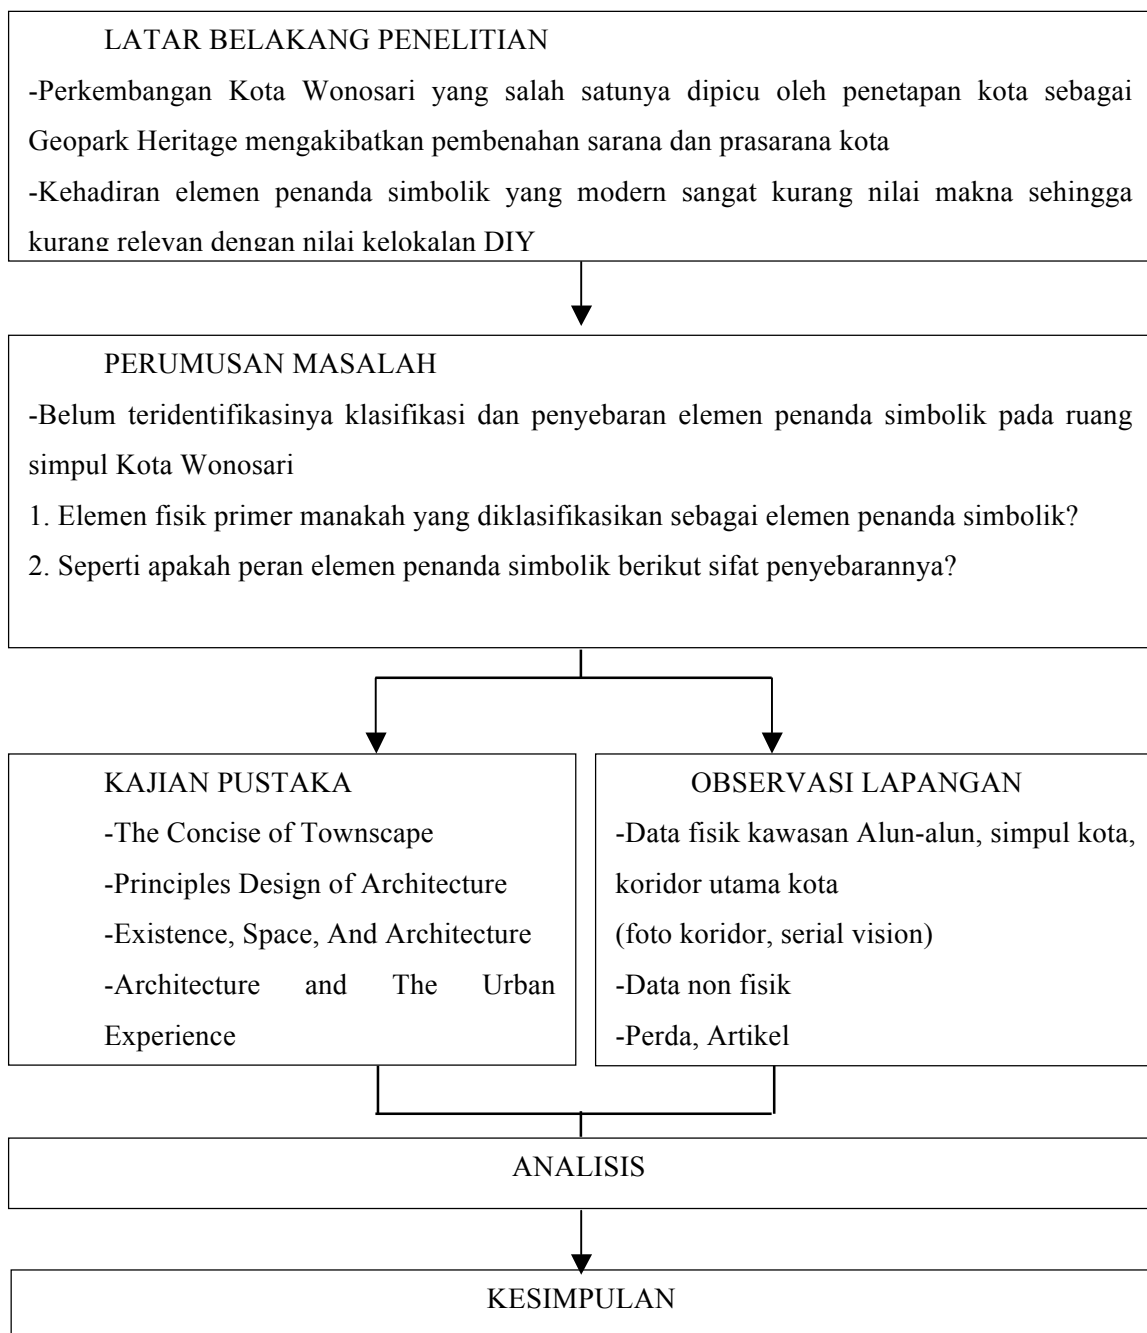 LATAR BELAKANG PENELITIAN
-Perkembangan Kota Wonosari yang salah satunya dipicu oleh penetapan kota sebagai
Geopark Heritage mengakibatkan pembenahan sarana dan prasarana kota
-Kehadiran elemen penanda simbolik yang modern sangat kurang nilai makna sehingga
kurang relevan dengan nilai kelokalan DIY
PERUMUSAN MASALAH
-Belum teridentifikasinya klasifikasi dan penyebaran elemen penanda simbolik pada ruang
simpul Kota Wonosari
1. Elemen fisik primer manakah yang diklasifikasikan sebagai elemen penanda simbolik?
2. Seperti apakah peran elemen penanda simbolik berikut sifat penyebarannya?
KAJIAN PUSTAKA
-The Concise of Townscape
-Principles Design of Architecture
-Existence, Space, And Architecture
-Architecture and The Urban
Experience
OBSERVASI LAPANGAN
-Data fisik kawasan Alun-alun, simpul kota,
koridor utama kota
(foto koridor, serial vision)
-Data non fisik
-Perda, Artikel
ANALISIS
KESIMPULAN